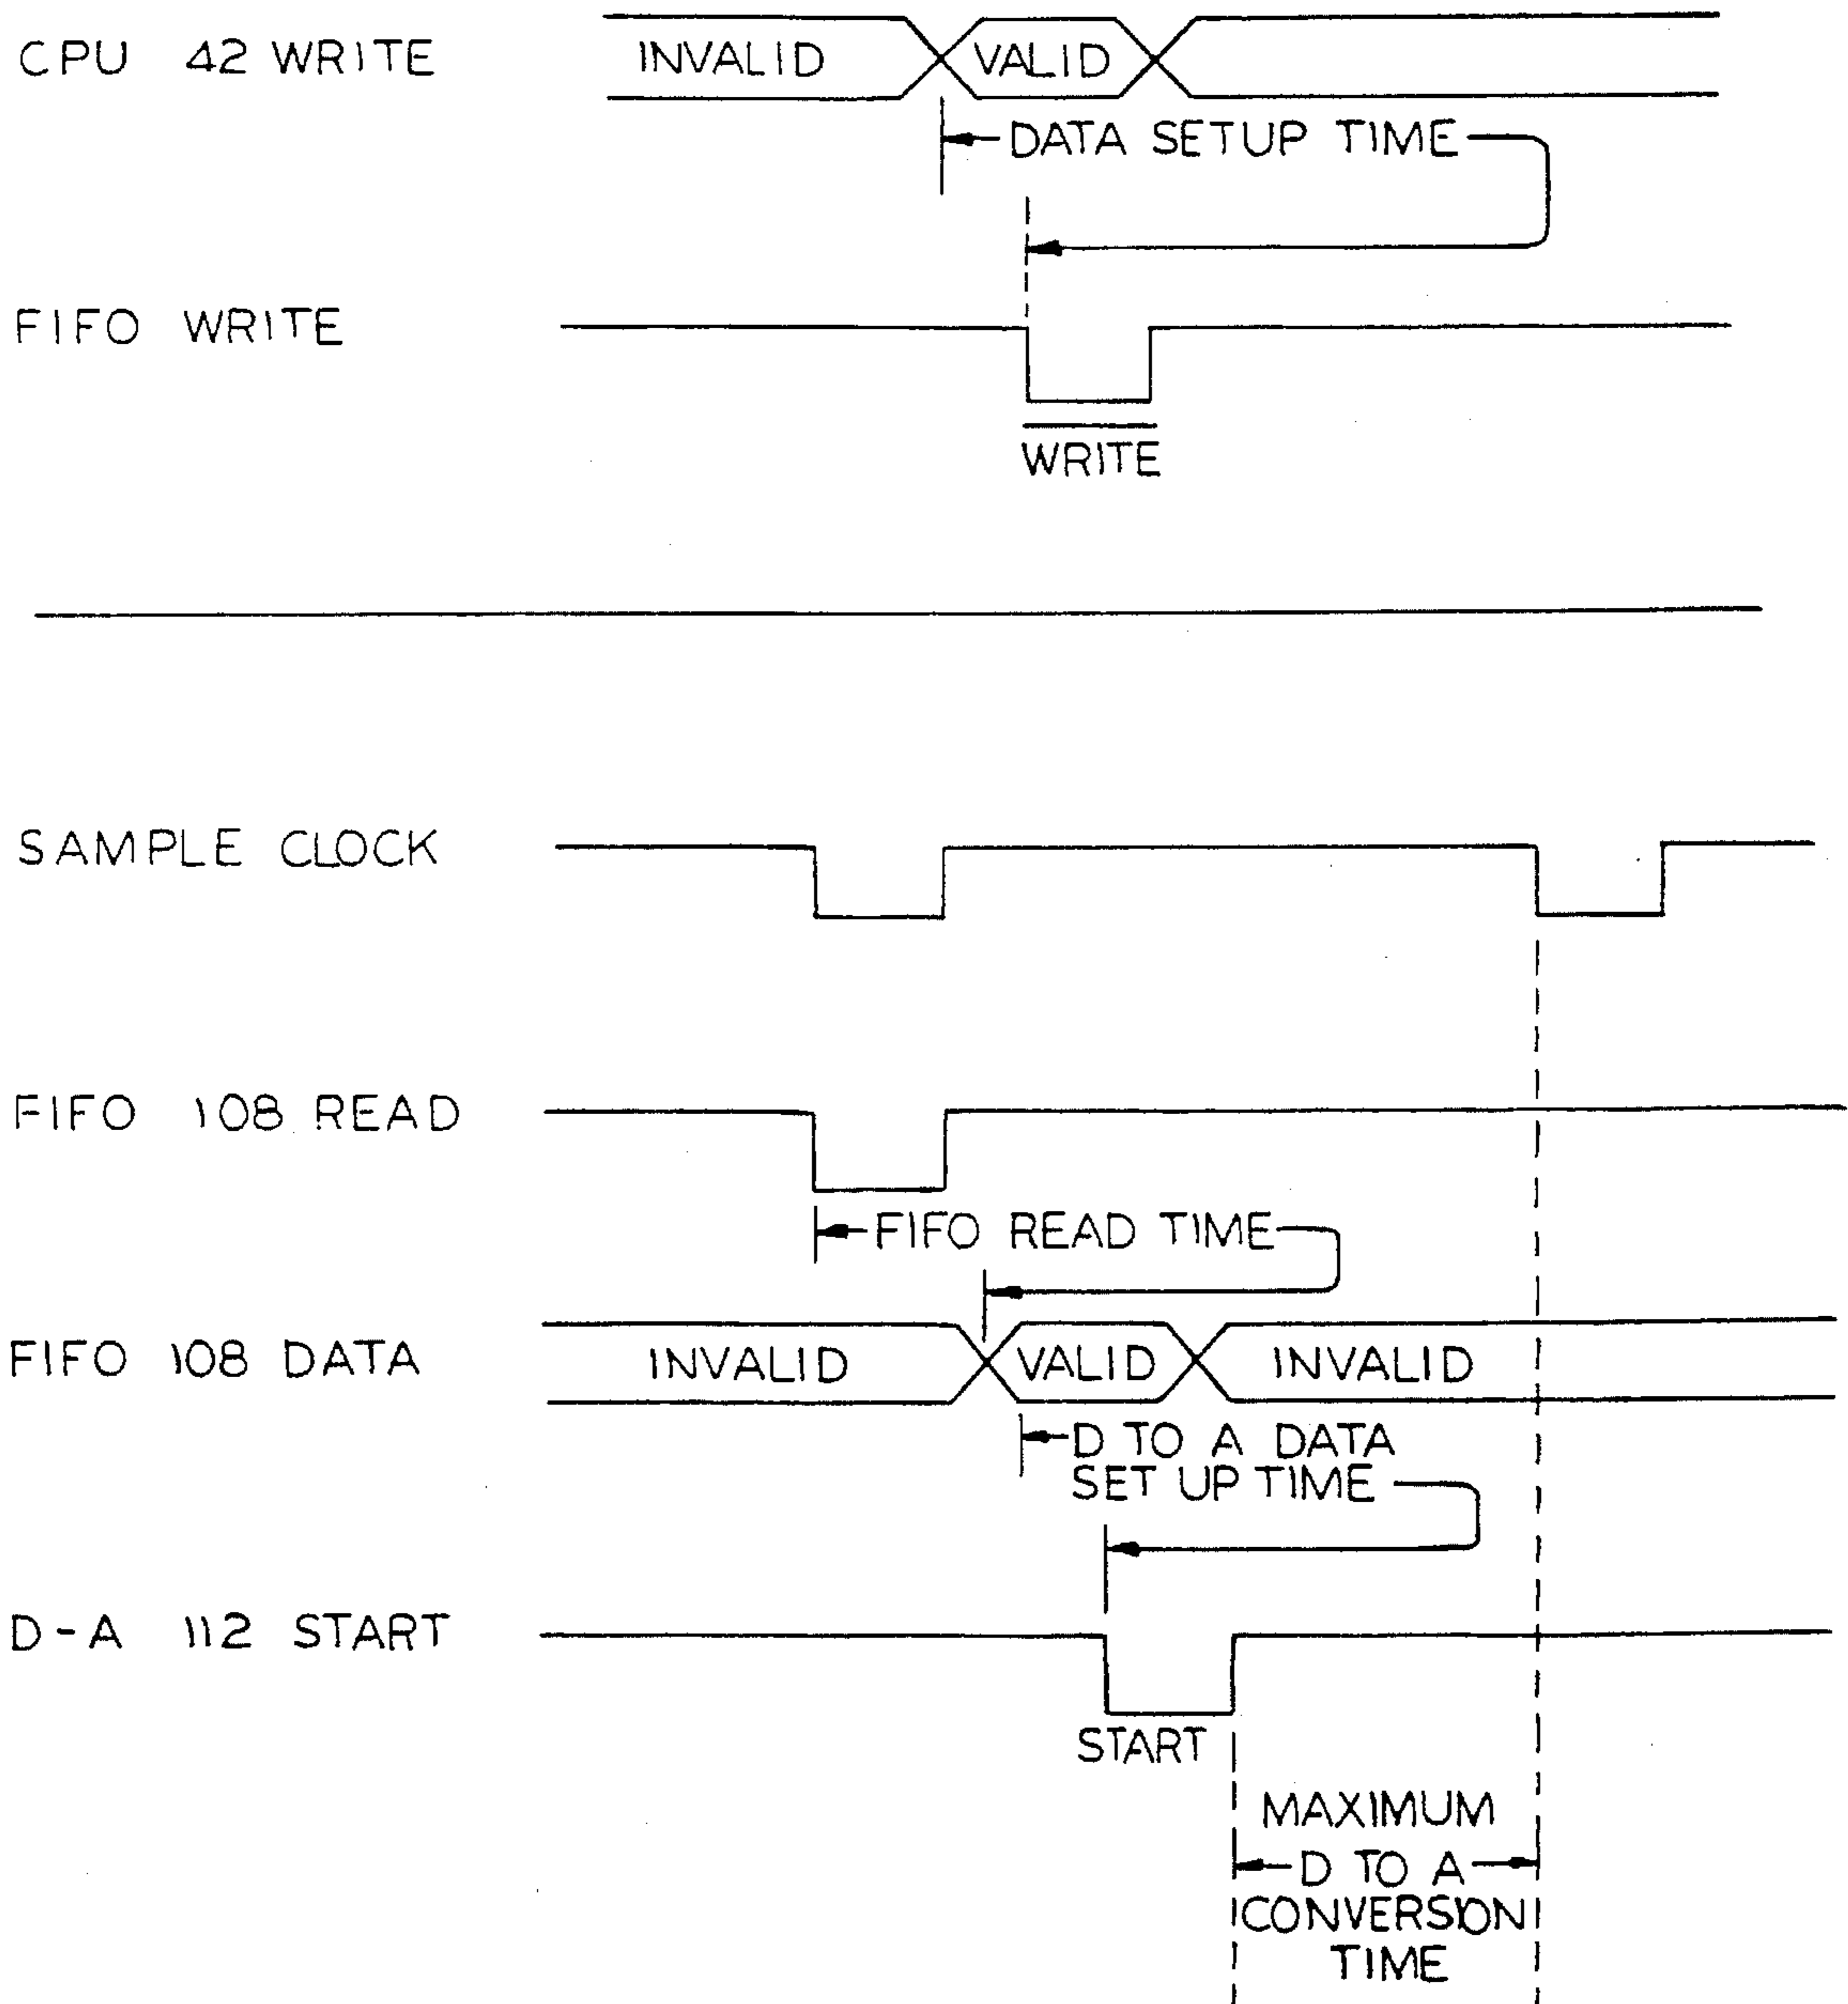 CPU 42 WRITE
INVALID
VALID
DATA SETUP TIME
FIFO WRITE
WRITE
SAMPLE CLOCK
FIFO 108 READ
FIFO READ TIME
FIFO 108 DATA
INVALID
VALID
INVALID
D TO A DATA
SET UP TIME
D-A 112 START
START
MAXIMUM
D TO A
CONVERSION
TIME